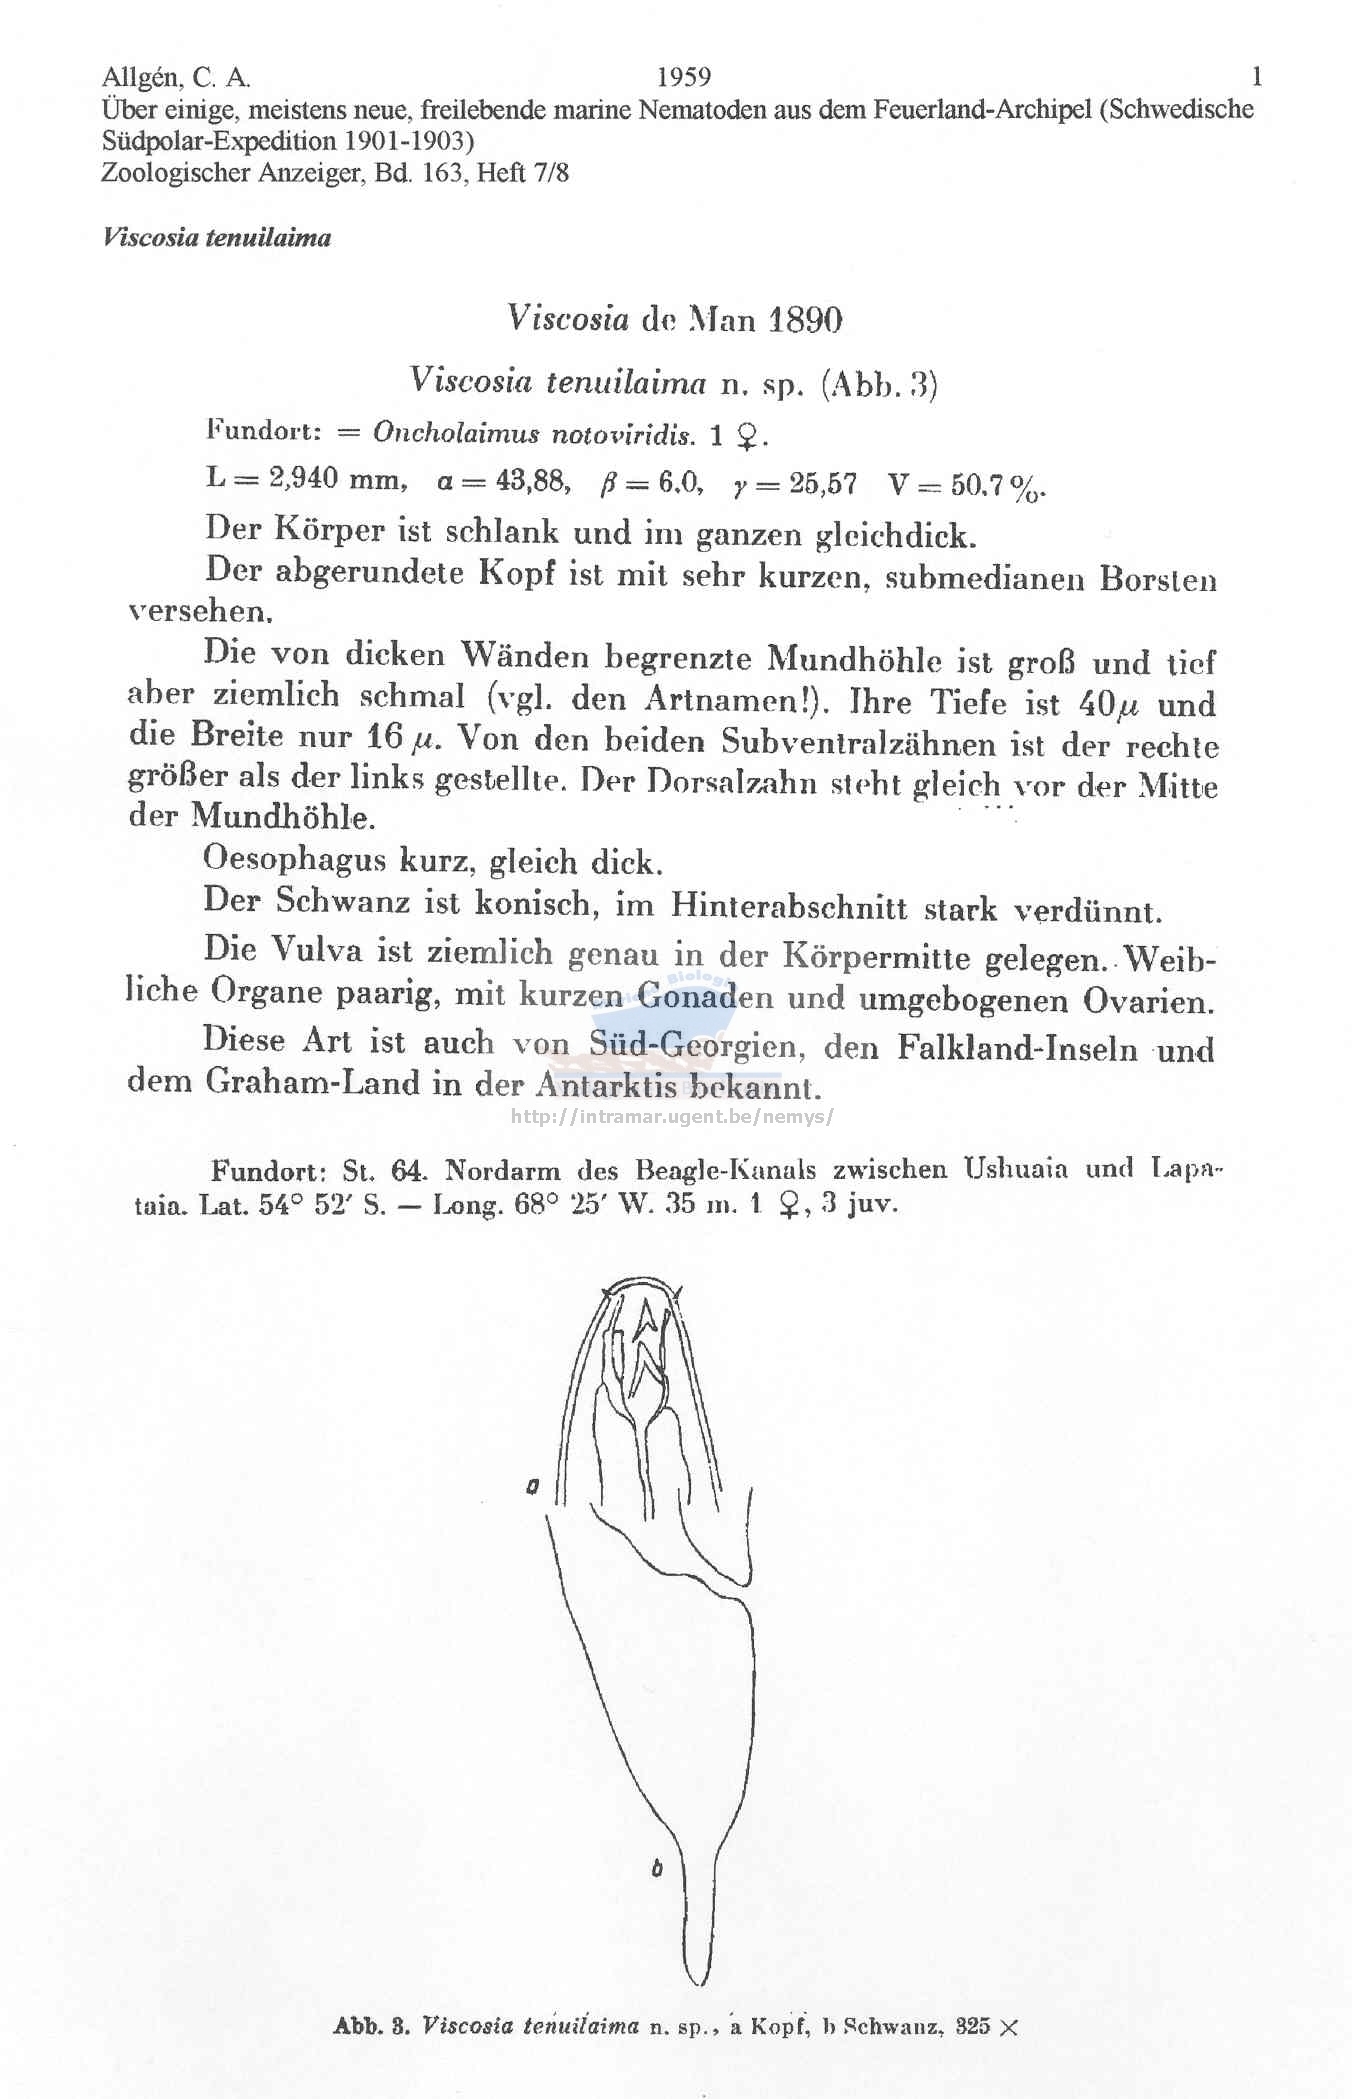 Allgén, C. A. 1959 1
Über einige, meistens neue, freilebende marine Nematoden aus dem Feuerland-Archipel (Schwedische
Südpolar-Expedition 1901-1903)
Zoologischer Anzeiger, Bd. 163, Heft 7/8
Viscosia tenuilaima
Viscosia de Man 1890
Viscosia tenuilaima n. sp. (Abb. 3)
Fundort: = Oncholaimus notoviridis. 1 ♀.
L = 2,940 mm, α = 43,88, β = 6.0, γ = 25,57 V = 50.7 %.
Der Körper ist schlank und im ganzen gleichdick.
Der abgerundete Kopf ist mit sehr kurzen, submedianen Borsten
versehen.
Die von dicken Wänden begrenzte Mundhöhle ist groß und tief
aber ziemlich schmal (vgl. den Artnamen!). Ihre Tiefe ist 40 μ und
die Breite nur 16 μ. Von den beiden Subventralzähnen ist der rechte
größer als der links gestellte. Der Dorsalzahn steht gleich vor der Mitte
der Mundhöhle.
Oesophagus kurz, gleich dick.
Der Schwanz ist konisch, im Hinterabschnitt stark verdünnt.
Die Vulva ist ziemlich genau in der Körpermitte gelegen. Weib-
liche Organe paarig, mit kurzen Gonaden und umgebogenen Ovarien.
Diese Art ist auch von Süd-Georgien, den Falkland-Inseln und
dem Graham-Land in der Antarktis bekannt.
http://intramar.ugent.be/nemys/
Fundort: St. 64. Nordarm des Beagle-Kanals zwischen Ushuaia und Lapa-
taia. Lat. 54° 52′ S. — Long. 68° 25′ W. 35 m. 1 ♀, 3 juv.
a
b
Abb. 3. Viscosia tenuilaima n. sp., a Kopf, b Schwanz, 325 ×